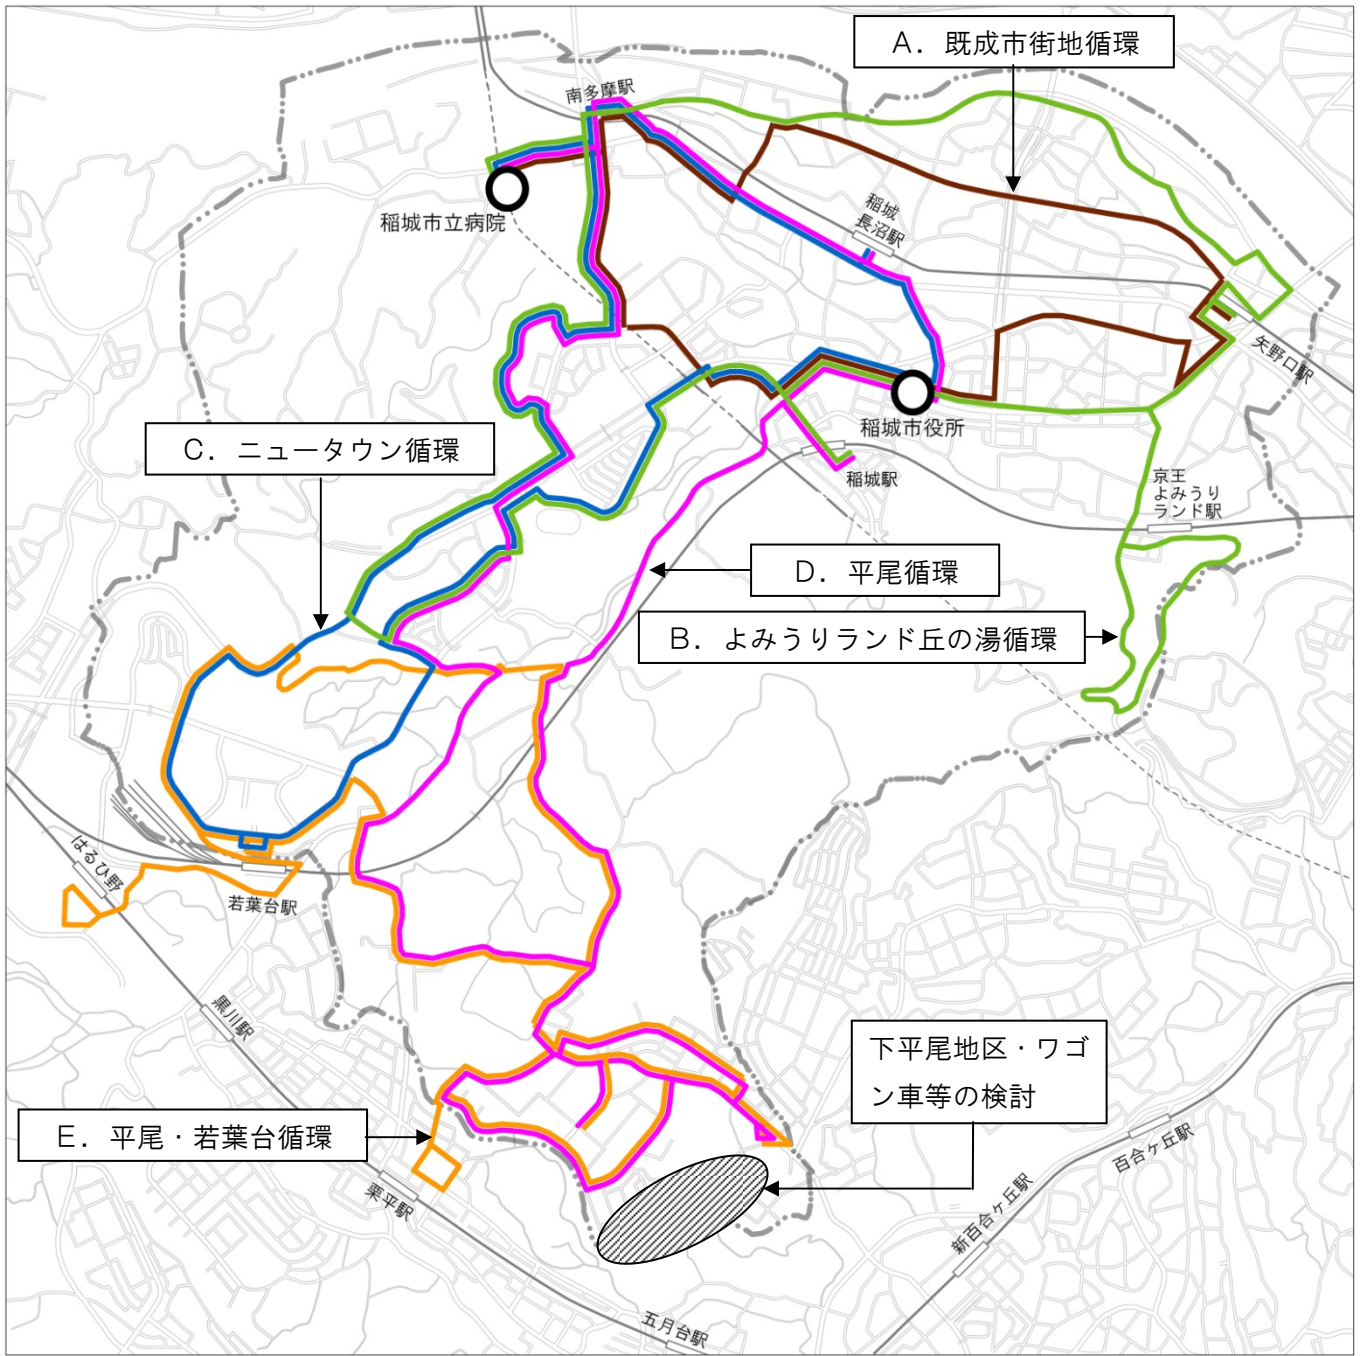 A．既成市街地循環
南多摩駅
稲城市立病院
稲城
長沼駅
矢野口駅
稲城市役所
C．ニュータウン循環
稲城駅
京王
よみうり
ランド駅
D．平尾循環
B．よみうりランド丘の湯循環
はるひ野
若葉台駅
黒川駅
下平尾地区・ワゴ
ン車等の検討
E．平尾・若葉台循環
百合ヶ丘駅
栗平駅
新百合ヶ丘駅
五月台駅